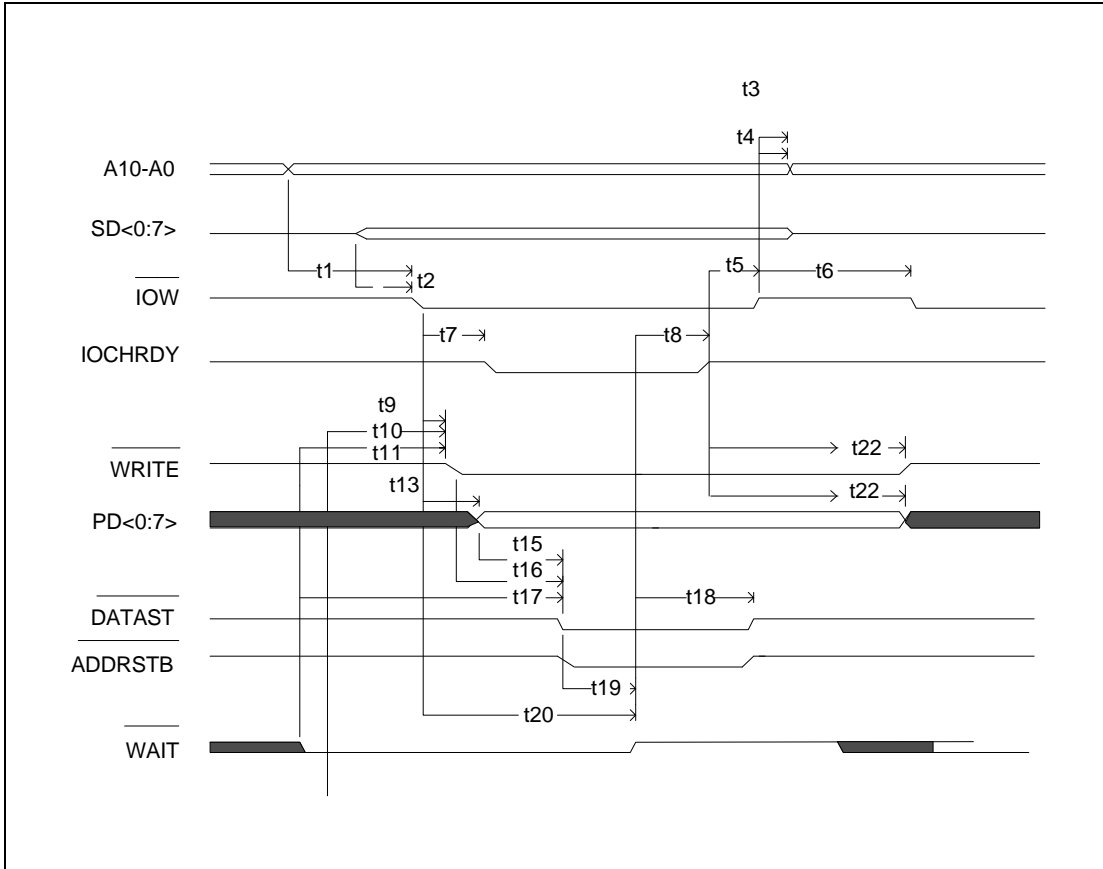 t3
t4
A10-A0
SD<0:7>
t1
t2
t5
t6
IOW
t7
t8
IOCHRDY
t9
t10
t11
t22
WRITE
t13
t22
PD<0:7>
t15
t16
t17
t18
DATAST
ADDRSTB
t19
t20
WAIT